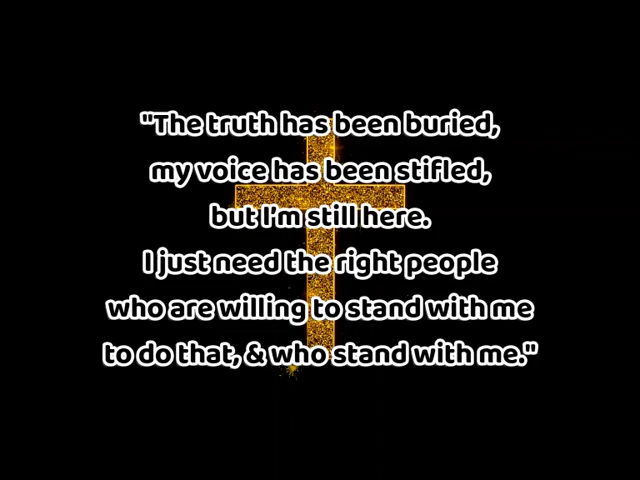 "The truth has been buried,
my voice has been stifled,
but I'm still here.
I just need the right people
who are willing to stand with me
to do that, & who stand with me."